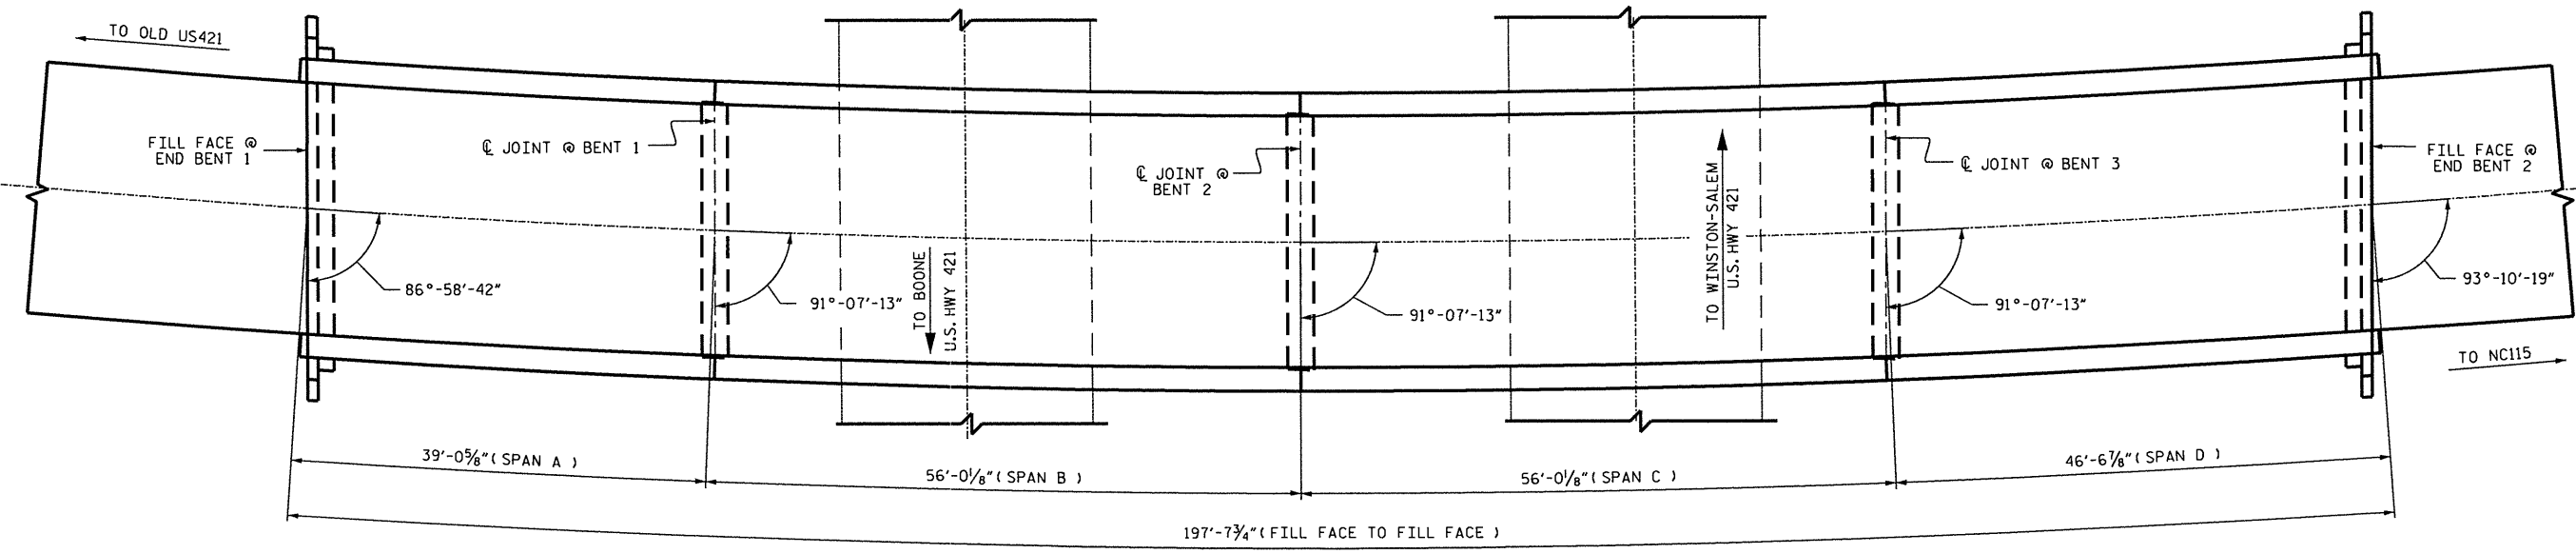 TO OLD US421
FILL FACE @
END BENT 1
℄ JOINT @ BENT 1
℄ JOINT @
BENT 2
TO WINSTON-SALEM
U.S. HWY 421
℄ JOINT @ BENT 3
FILL FACE @
END BENT 2
86°-58'-42"
91°-07'-13"
TO BOONE
U.S. HWY 421
91°-07'-13"
91°-07'-13"
93°-10'-19"
TO NC115
39'-0⅝" ( SPAN A )
56'-0⅛" ( SPAN B )
56'-0⅛" ( SPAN C )
46'-6⅞" ( SPAN D )
197'-7¾" ( FILL FACE TO FILL FACE )